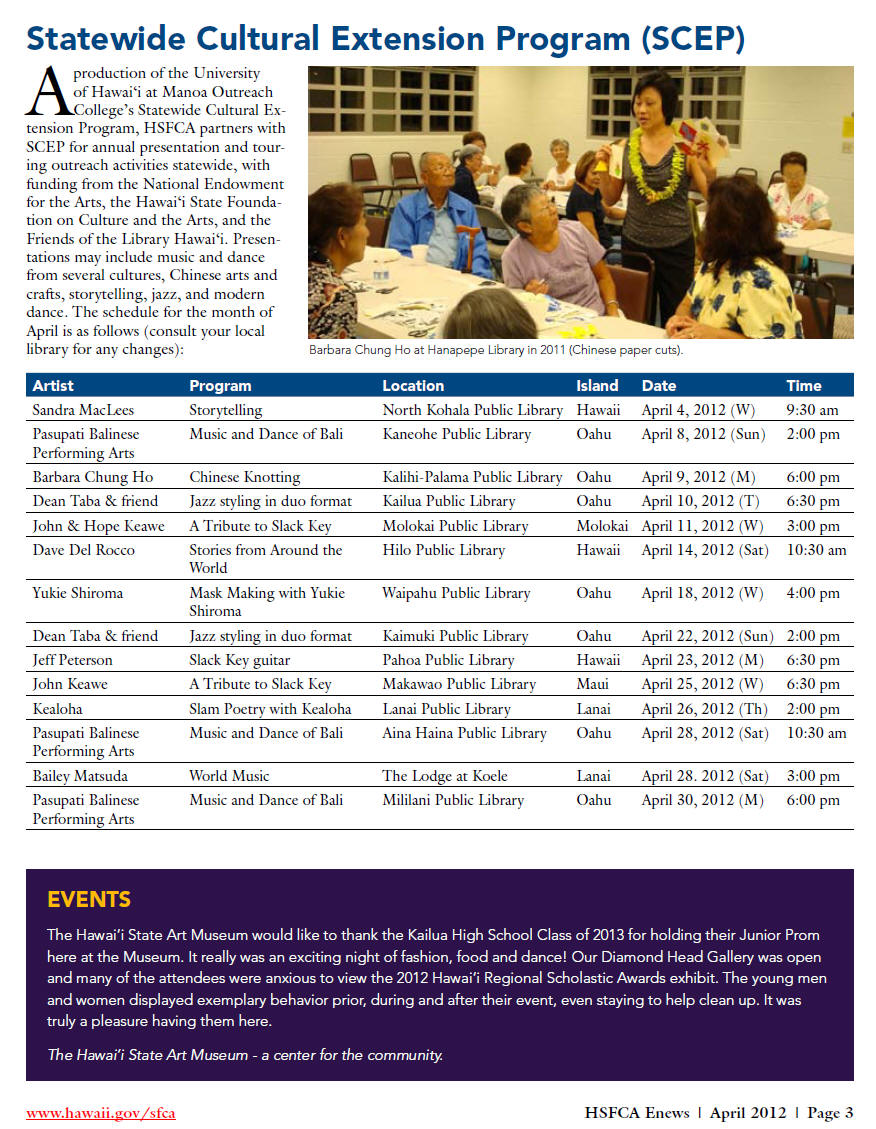 Statewide Cultural Extension Program (SCEP)
A production of the University
of Hawai‘i at Manoa Outreach
College’s Statewide Cultural Ex-
tension Program, HSFCA partners with
SCEP for annual presentation and tour-
ing outreach activities statewide, with
funding from the National Endowment
for the Arts, the Hawai‘i State Founda-
tion on Culture and the Arts, and the
Friends of the Library Hawai‘i. Presen-
tations may include music and dance
from several cultures, Chinese arts and
crafts, storytelling, jazz, and modern
dance. The schedule for the month of
April is as follows (consult your local
library for any changes):
Barbara Chung Ho at Hanapepe Library in 2011 (Chinese paper cuts).
Artist Program Location Island Date Time
Sandra MacLees Storytelling North Kohala Public Library Hawaii April 4, 2012 (W) 9:30 am
Pasupati Balinese Music and Dance of Bali Kaneohe Public Library Oahu April 8, 2012 (Sun) 2:00 pm
Performing Arts
Barbara Chung Ho Chinese Knotting Kalihi-Palama Public Library Oahu April 9, 2012 (M) 6:00 pm
Dean Taba & friend Jazz styling in duo format Kailua Public Library Oahu April 10, 2012 (T) 6:30 pm
John & Hope Keawe A Tribute to Slack Key Molokai Public Library Molokai April 11, 2012 (W) 3:00 pm
Dave Del Rocco Stories from Around the Hilo Public Library Hawaii April 14, 2012 (Sat) 10:30 am
World
Yukie Shiroma Mask Making with Yukie Waipahu Public Library Oahu April 18, 2012 (W) 4:00 pm
Shiroma
Dean Taba & friend Jazz styling in duo format Kaimuki Public Library Oahu April 22, 2012 (Sun) 2:00 pm
Jeff Peterson Slack Key guitar Pahoa Public Library Hawaii April 23, 2012 (M) 6:30 pm
John Keawe A Tribute to Slack Key Makawao Public Library Maui April 25, 2012 (W) 6:30 pm
Kealoha Slam Poetry with Kealoha Lanai Public Library Lanai April 26, 2012 (Th) 2:00 pm
Pasupati Balinese Music and Dance of Bali Aina Haina Public Library Oahu April 28, 2012 (Sat) 10:30 am
Performing Arts
Bailey Matsuda World Music The Lodge at Koele Lanai April 28. 2012 (Sat) 3:00 pm
Pasupati Balinese Music and Dance of Bali Mililani Public Library Oahu April 30, 2012 (M) 6:00 pm
Performing Arts
EVENTS
The Hawai‘i State Art Museum would like to thank the Kailua High School Class of 2013 for holding their Junior Prom
here at the Museum. It really was an exciting night of fashion, food and dance! Our Diamond Head Gallery was open
and many of the attendees were anxious to view the 2012 Hawai‘i Regional Scholastic Awards exhibit. The young men
and women displayed exemplary behavior prior, during and after their event, even staying to help clean up. It was
truly a pleasure having them here.
The Hawai‘i State Art Museum - a center for the community.
www.hawaii.gov/sfca HSFCA Enews | April 2012 | Page 3